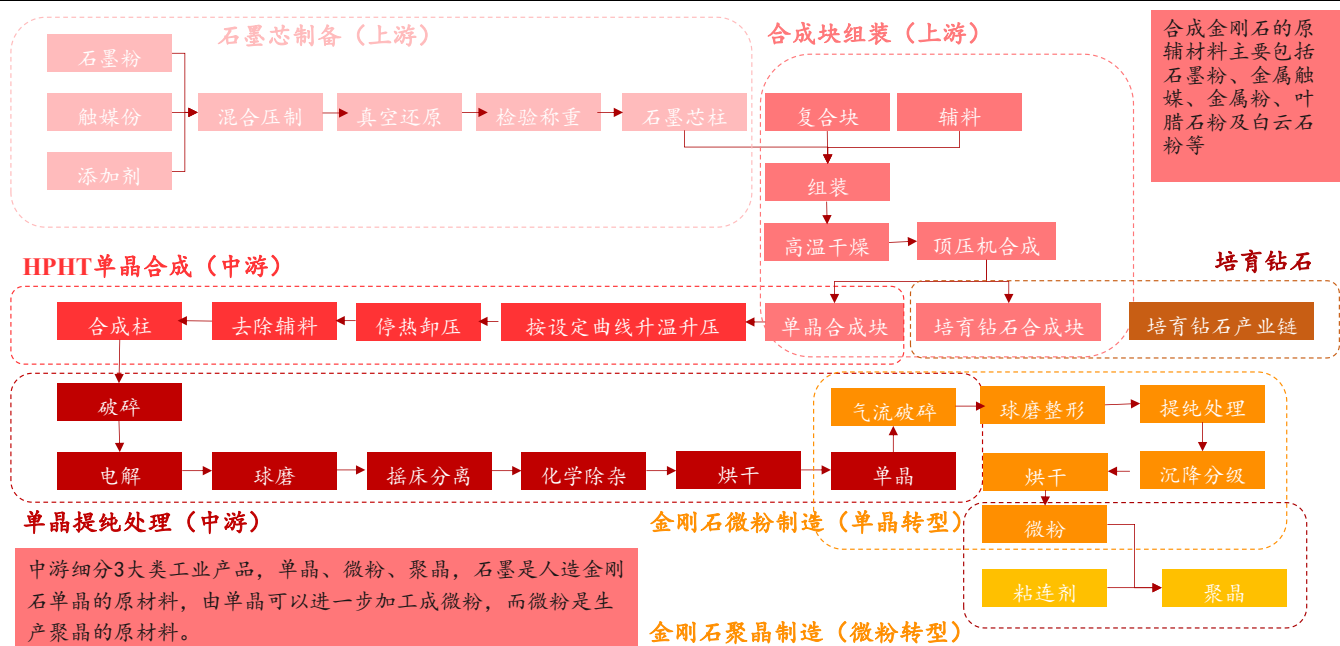 石墨芯制备（上游）
石墨粉
触媒份
添加剂
混合压制
真空还原
检验称重
石墨芯柱
合成块组装（上游）
复合块
辅料
组装
高温干燥
顶压机合成
单晶合成块
培育钻石合成块
合成金刚石的原
辅材料主要包括
石墨粉、金属触
媒、金属粉、叶
腊石粉及白云石
粉等
培育钻石
培育钻石产业链
HPHT单晶合成（中游）
按设定曲线升温升压
停热卸压
去除辅料
合成柱
破碎
电解
球磨
摇床分离
化学除杂
烘干
单晶
单晶提纯处理（中游）
气流破碎
球磨整形
提纯处理
沉降分级
烘干
微粉
金刚石微粉制造（单晶转型）
粘连剂
聚晶
金刚石聚晶制造（微粉转型）
中游细分3大类工业产品，单晶、微粉、聚晶，石墨是人造金刚
石单晶的原材料，由单晶可以进一步加工成微粉，而微粉是生
产聚晶的原材料。